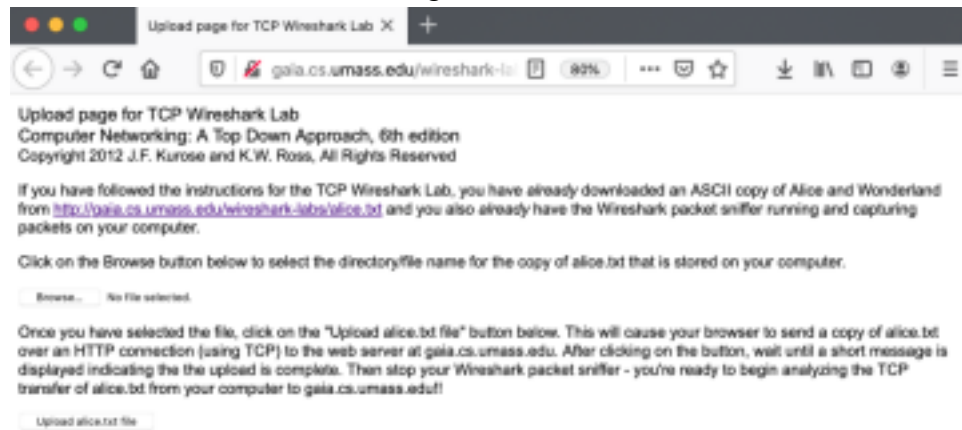 Upload page for TCP Wireshark Lab
gaia.cs.umass.edu/wireshark-la
80%
Upload page for TCP Wireshark Lab
Computer Networking: A Top Down Approach, 6th edition
Copyright 2012 J.F. Kurose and K.W. Ross, All Rights Reserved
If you have followed the instructions for the TCP Wireshark Lab, you have already downloaded an ASCII copy of Alice and Wonderland
from http://gaia.cs.umass.edu/wireshark-labs/alice.txt and you also already have the Wireshark packet sniffer running and capturing
packets on your computer.
Click on the Browse button below to select the directory/file name for the copy of alice.txt that is stored on your computer.
Browse... No file selected.
Once you have selected the file, click on the "Upload alice.txt file" button below. This will cause your browser to send a copy of alice.txt
over an HTTP connection (using TCP) to the web server at gaia.cs.umass.edu. After clicking on the button, wait until a short message is
displayed indicating the the upload is complete. Then stop your Wireshark packet sniffer - you're ready to begin analyzing the TCP
transfer of alice.txt from your computer to gaia.cs.umass.edu!!
Upload alice.txt file